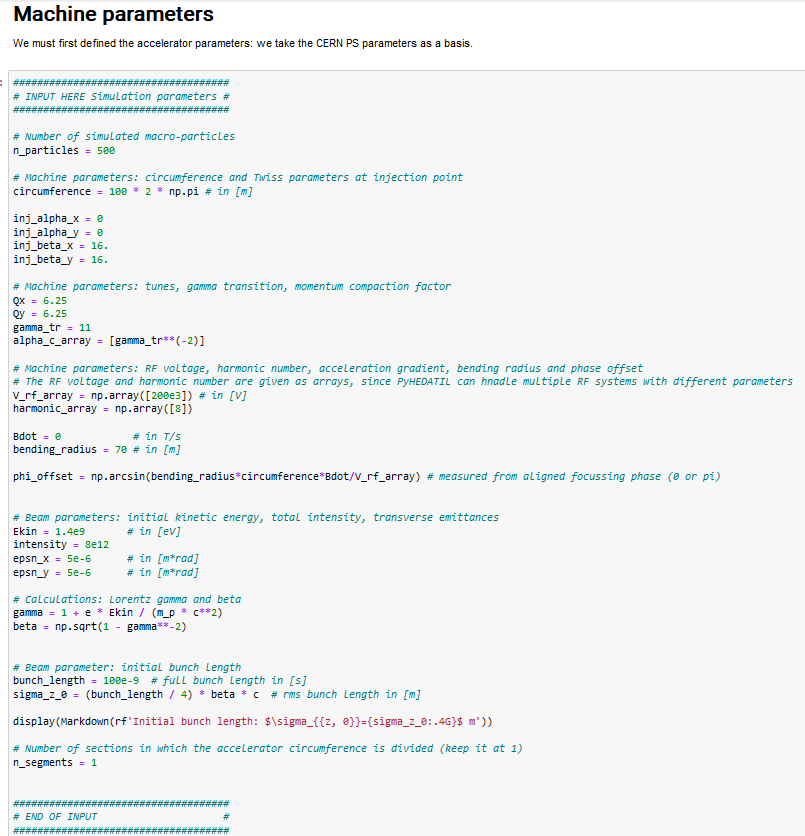 Machine parameters
We must first defined the accelerator parameters: we take the CERN PS parameters as a basis.
:
####################################
# INPUT HERE Simulation parameters #
####################################
# Number of simulated macro-particles
n_particles = 500
# Machine parameters: circumference and Twiss parameters at injection point
circumference = 100 * 2 * np.pi # in [m]
inj_alpha_x = 0
inj_alpha_y = 0
inj_beta_x = 16.
inj_beta_y = 16.
# Machine parameters: tunes, gamma transition, momentum compaction factor
Qx = 6.25
Qy = 6.25
gamma_tr = 11
alpha_c_array = [gamma_tr**(-2)]
# Machine parameters: RF voltage, harmonic number, acceleration gradient, bending radius and phase offset
# The RF voltage and harmonic number are given as arrays, since PyHEDATIL can hnadle multiple RF systems with different parameters
V_rf_array = np.array([200e3]) # in [V]
harmonic_array = np.array([8])
Bdot = 0 # in T/s
bending_radius = 70 # in [m]
phi_offset = np.arcsin(bending_radius*circumference*Bdot/V_rf_array) # measured from aligned focussing phase (0 or pi)
# Beam parameters: initial kinetic energy, total intensity, transverse emittances
Ekin = 1.4e9 # in [eV]
intensity = 8e12
epsn_x = 5e-6 # in [m*rad]
epsn_y = 5e-6 # in [m*rad]
# Calculations: Lorentz gamma and beta
gamma = 1 + e * Ekin / (m_p * c**2)
beta = np.sqrt(1 - gamma**-2)
# Beam parameter: initial bunch length
bunch_length = 100e-9 # full bunch length in [s]
sigma_z_0 = (bunch_length / 4) * beta * c # rms bunch length in [m]
display(Markdown(rf'Initial bunch length: $\sigma_{{z, 0}}={sigma_z_0:.4G}$ m'))
# Number of sections in which the accelerator circumference is divided (keep it at 1)
n_segments = 1
####################################
# END OF INPUT #
####################################